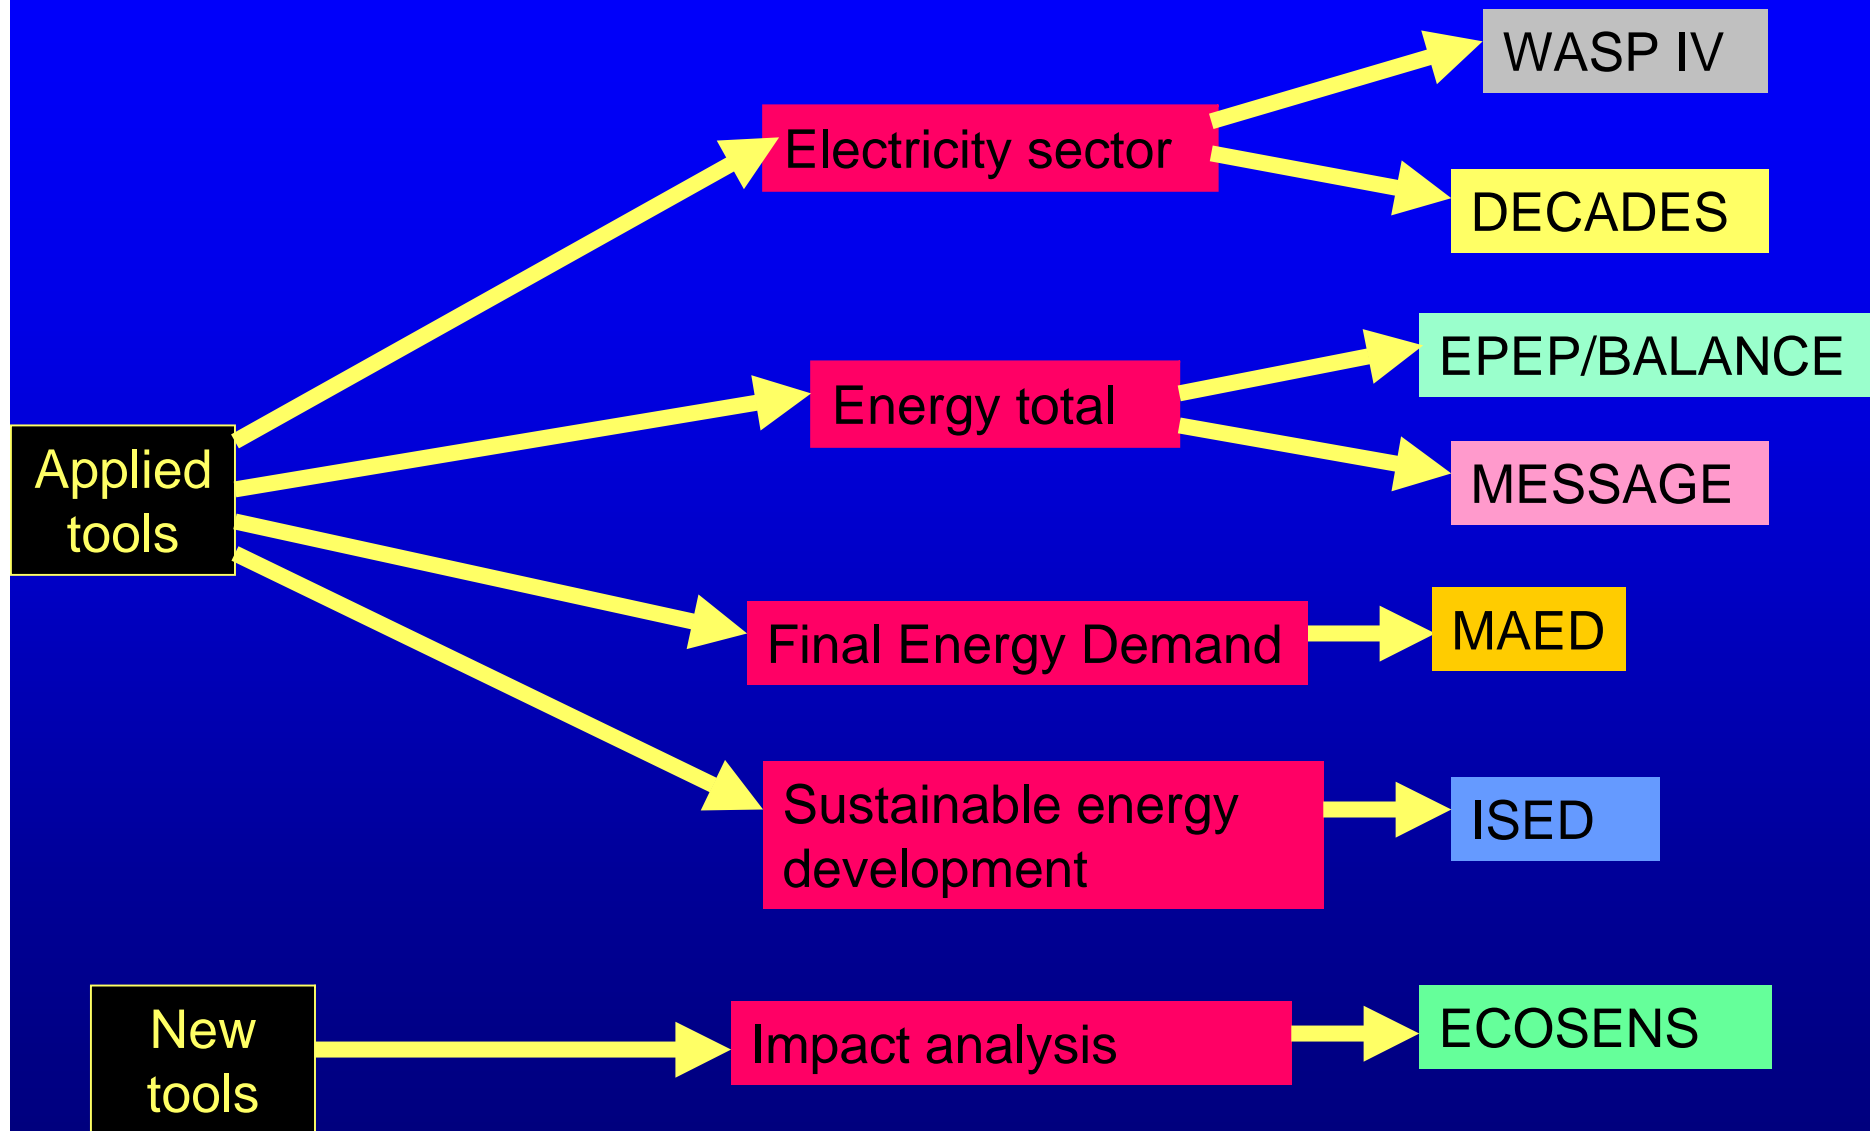 WASP IV
Electricity sector
DECADES
EPEP/BALANCE
Energy total
MESSAGE
Applied
tools
MAED
Final Energy Demand
ISED
Sustainable energy
development
ECOSENS
New
tools
Impact analysis